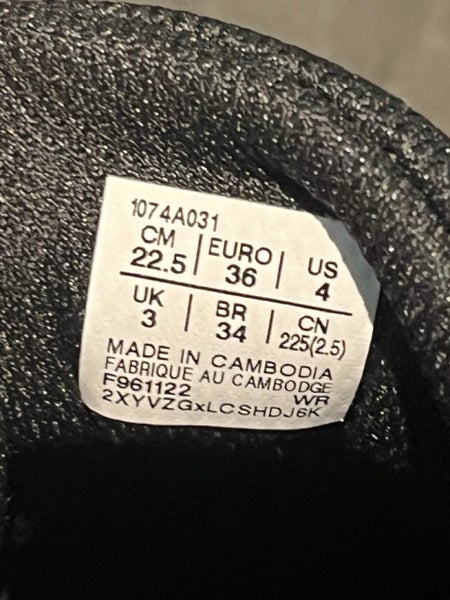 1074A031
CM | EURO | US
22.5 | 36 | 4
UK | BR | CN
3 | 34 | 225(2.5)
MADE IN CAMBODIA
FABRIQUE AU CAMBODGE
F961122 WR
2XYVZGxLCSHDJ6K